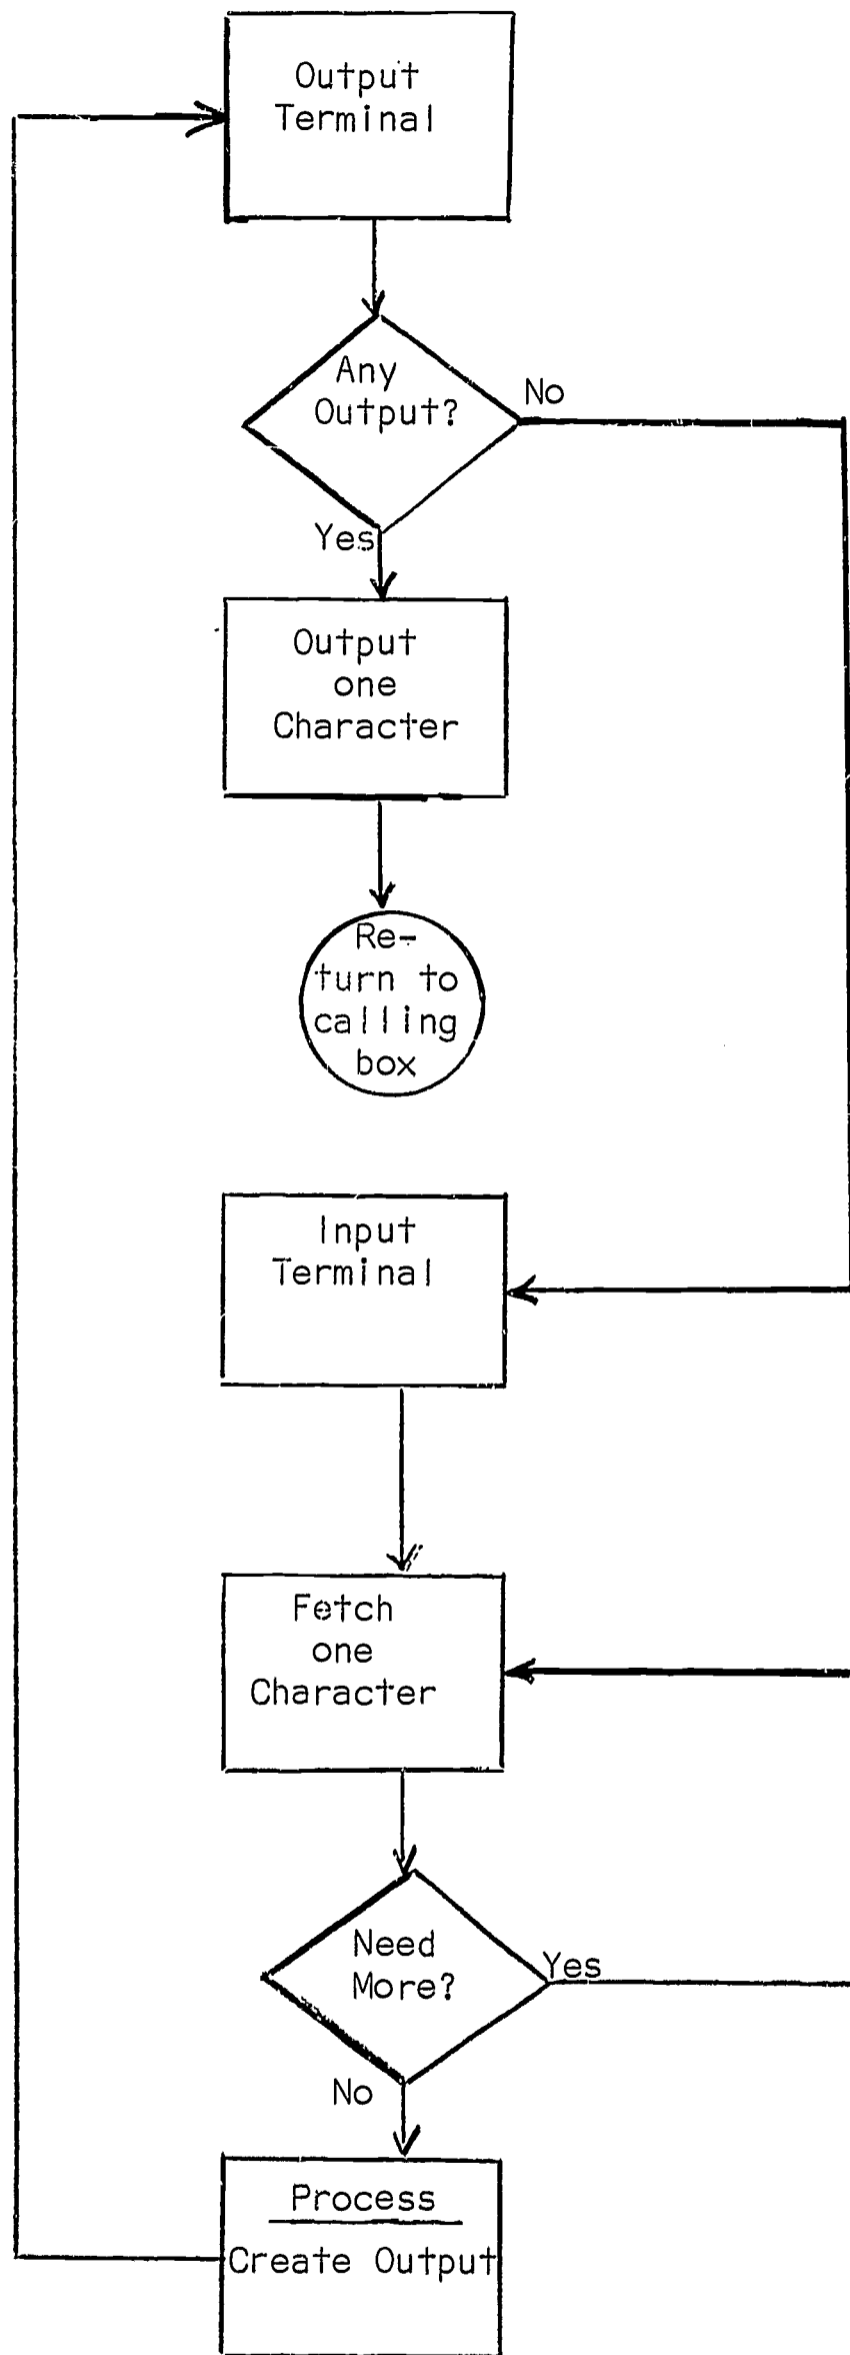 Output
Terminal
Any
Output?
No
Yes
Output
one
Character
Re-
turn to
calling
box
Input
Terminal
Fetch
one
Character
Need
More?
Yes
No
Process
Create Output